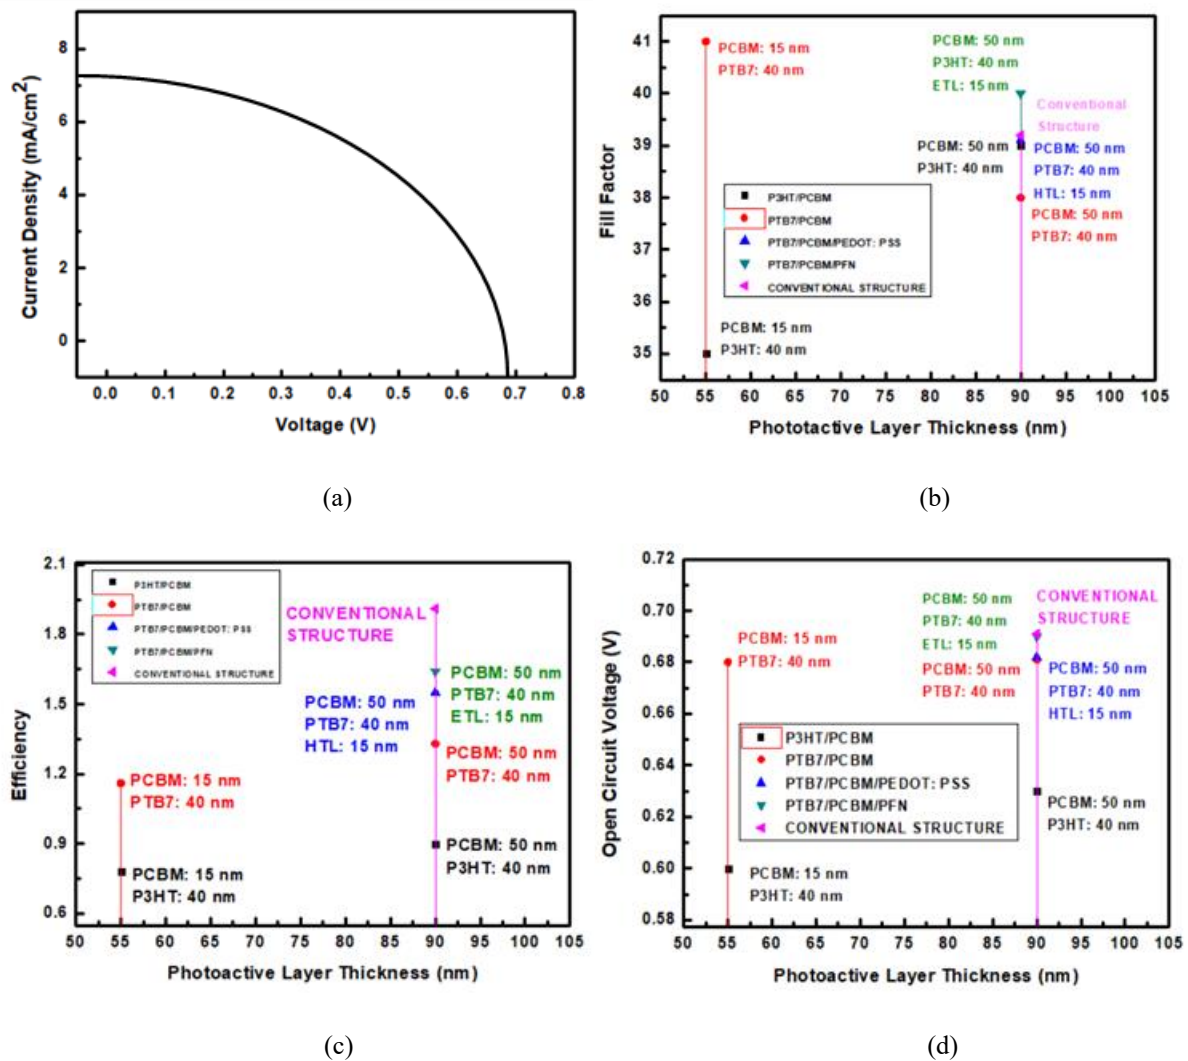 8
6
4
2
0
Current Density (mA/cm²)
0.0 0.1 0.2 0.3 0.4 0.5 0.6 0.7 0.8
Voltage (V)
(a)
41
40
39
38
37
36
35
Fill Factor
PCBM: 15 nm
PTB7: 40 nm
PCBM: 50 nm
P3HT: 40 nm
ETL: 15 nm
Conventional
Structure
PCBM: 50 nm
P3HT: 40 nm
PCBM: 50 nm
PTB7: 40 nm
HTL: 15 nm
PCBM: 50 nm
PTB7: 40 nm
P3HT/PCBM
PTB7/PCBM
PTB7/PCBM/PEDOT: PSS
PTB7/PCBM/PFN
CONVENTIONAL STRUCTURE
PCBM: 15 nm
P3HT: 40 nm
50 55 60 65 70 75 80 85 90 95 100 105
Phototactive Layer Thickness (nm)
(b)
2.1
1.8
1.5
1.2
0.9
0.6
Efficiency
P3HT/PCBM
PTB7/PCBM
PTB7/PCBM/PEDOT: PSS
PTB7/PCBM/PFN
CONVENTIONAL STRUCTURE
CONVENTIONAL
STRUCTURE
PCBM: 50 nm
PTB7: 40 nm
ETL: 15 nm
PCBM: 50 nm
PTB7: 40 nm
HTL: 15 nm
PCBM: 50 nm
PTB7: 40 nm
PCBM: 15 nm
PTB7: 40 nm
PCBM: 50 nm
P3HT: 40 nm
PCBM: 15 nm
P3HT: 40 nm
50 55 60 65 70 75 80 85 90 95 100 105
Photoactive Layer Thickness (nm)
(c)
0.72
0.70
0.68
0.66
0.64
0.62
0.60
0.58
Open Circuit Voltage (V)
PCBM: 15 nm
PTB7: 40 nm
PCBM: 50 nm
PTB7: 40 nm
ETL: 15 nm
PCBM: 50 nm
PTB7: 40 nm
CONVENTIONAL
STRUCTURE
PCBM: 50 nm
PTB7: 40 nm
HTL: 15 nm
P3HT/PCBM
PTB7/PCBM
PTB7/PCBM/PEDOT: PSS
PTB7/PCBM/PFN
CONVENTIONAL STRUCTURE
PCBM: 50 nm
P3HT: 40 nm
PCBM: 15 nm
P3HT: 40 nm
50 55 60 65 70 75 80 85 90 95 100 105
Photoactive Layer Thickness (nm)
(d)